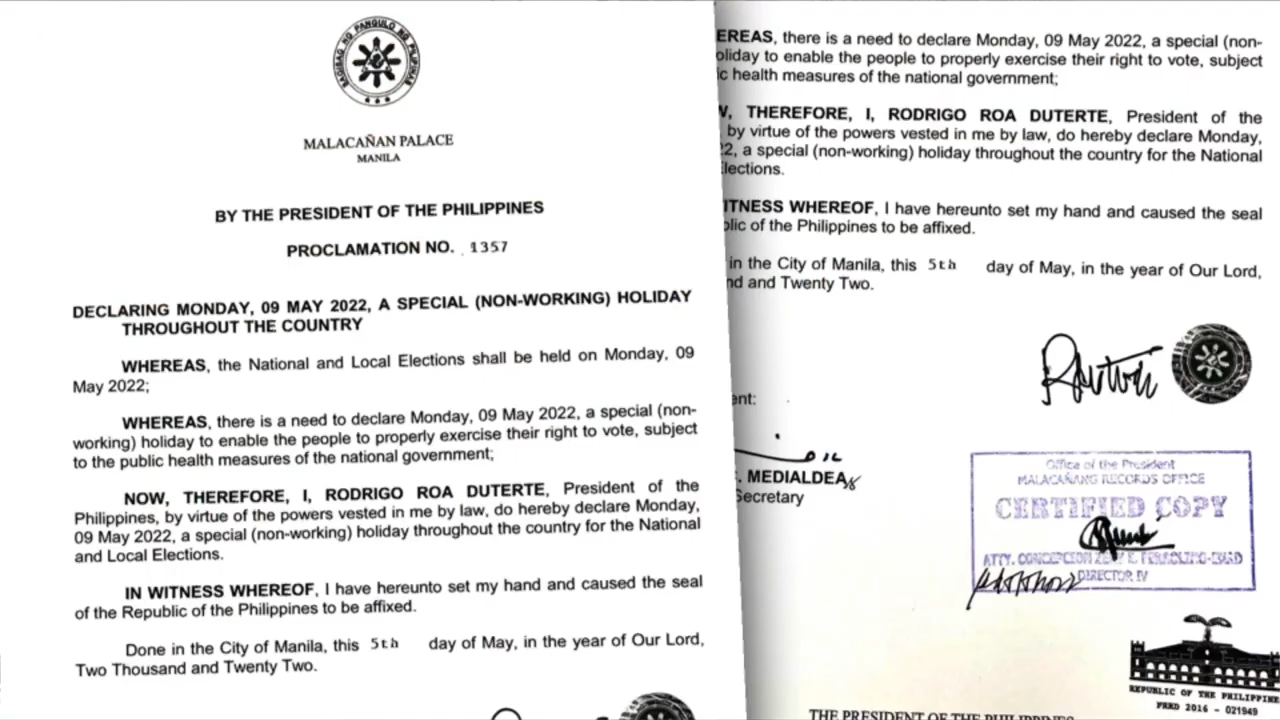 MALACAÑAN PALACE
MANILA
BY THE PRESIDENT OF THE PHILIPPINES
PROCLAMATION NO. 1357
DECLARING MONDAY, 09 MAY 2022, A SPECIAL (NON-WORKING) HOLIDAY
THROUGHOUT THE COUNTRY
WHEREAS, the National and Local Elections shall be held on Monday, 09
May 2022;
WHEREAS, there is a need to declare Monday, 09 May 2022, a special (non-
working) holiday to enable the people to properly exercise their right to vote, subject
to the public health measures of the national government;
NOW, THEREFORE, I, RODRIGO ROA DUTERTE, President of the
Philippines, by virtue of the powers vested in me by law, do hereby declare Monday,
09 May 2022, a special (non-working) holiday throughout the country for the National
and Local Elections.
IN WITNESS WHEREOF, I have hereunto set my hand and caused the seal
of the Republic of the Philippines to be affixed.
Done in the City of Manila, this 5th day of May, in the year of Our Lord,
Two Thousand and Twenty Two.
EREAS, there is a need to declare Monday, 09 May 2022, a special (non-
oliday to enable the people to properly exercise their right to vote, subject
ic health measures of the national government;
W, THEREFORE, I, RODRIGO ROA DUTERTE, President of the
by virtue of the powers vested in me by law, do hereby declare Monday,
22, a special (non-working) holiday throughout the country for the National
lections.
ITNESS WHEREOF, I have hereunto set my hand and caused the seal
blic of the Philippines to be affixed.
in the City of Manila, this 5th day of May, in the year of Our Lord,
nd and Twenty Two.
ent:
. MEDIALDEA
Secretary
Office of the President
MALACAÑANG RECORDS OFFICE
CERTIFIED COPY
ATTY. CONCEPCION
DIRECTOR IV
REPUBLIC OF THE PHILIPPINE
PRRD 2016 - 021949
THE PRESIDENT OF THE PHILIPPINES